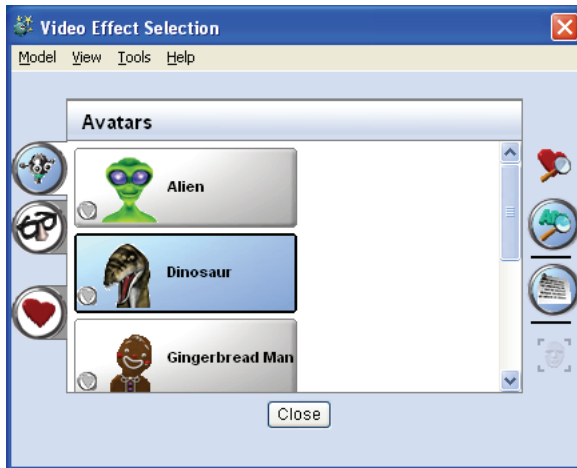 Video Effect Selection
Model View Tools Help
Avatars
Alien
Dinosaur
Gingerbread Man
Close